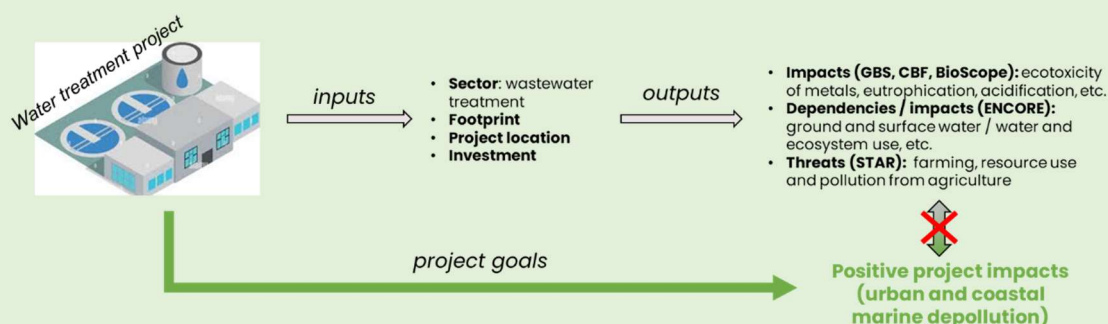 Water treatment project
inputs
• Sector: wastewater
treatment
• Footprint
• Project location
• Investment
outputs
• Impacts (GBS, CBF, BioScope): ecotoxicity
of metals, eutrophication, acidification, etc.
• Dependencies / impacts (ENCORE):
ground and surface water / water and
ecosystem use, etc.
• Threats (STAR): farming, resource use
and pollution from agriculture
project goals
Positive project impacts
(urban and coastal
marine depollution)